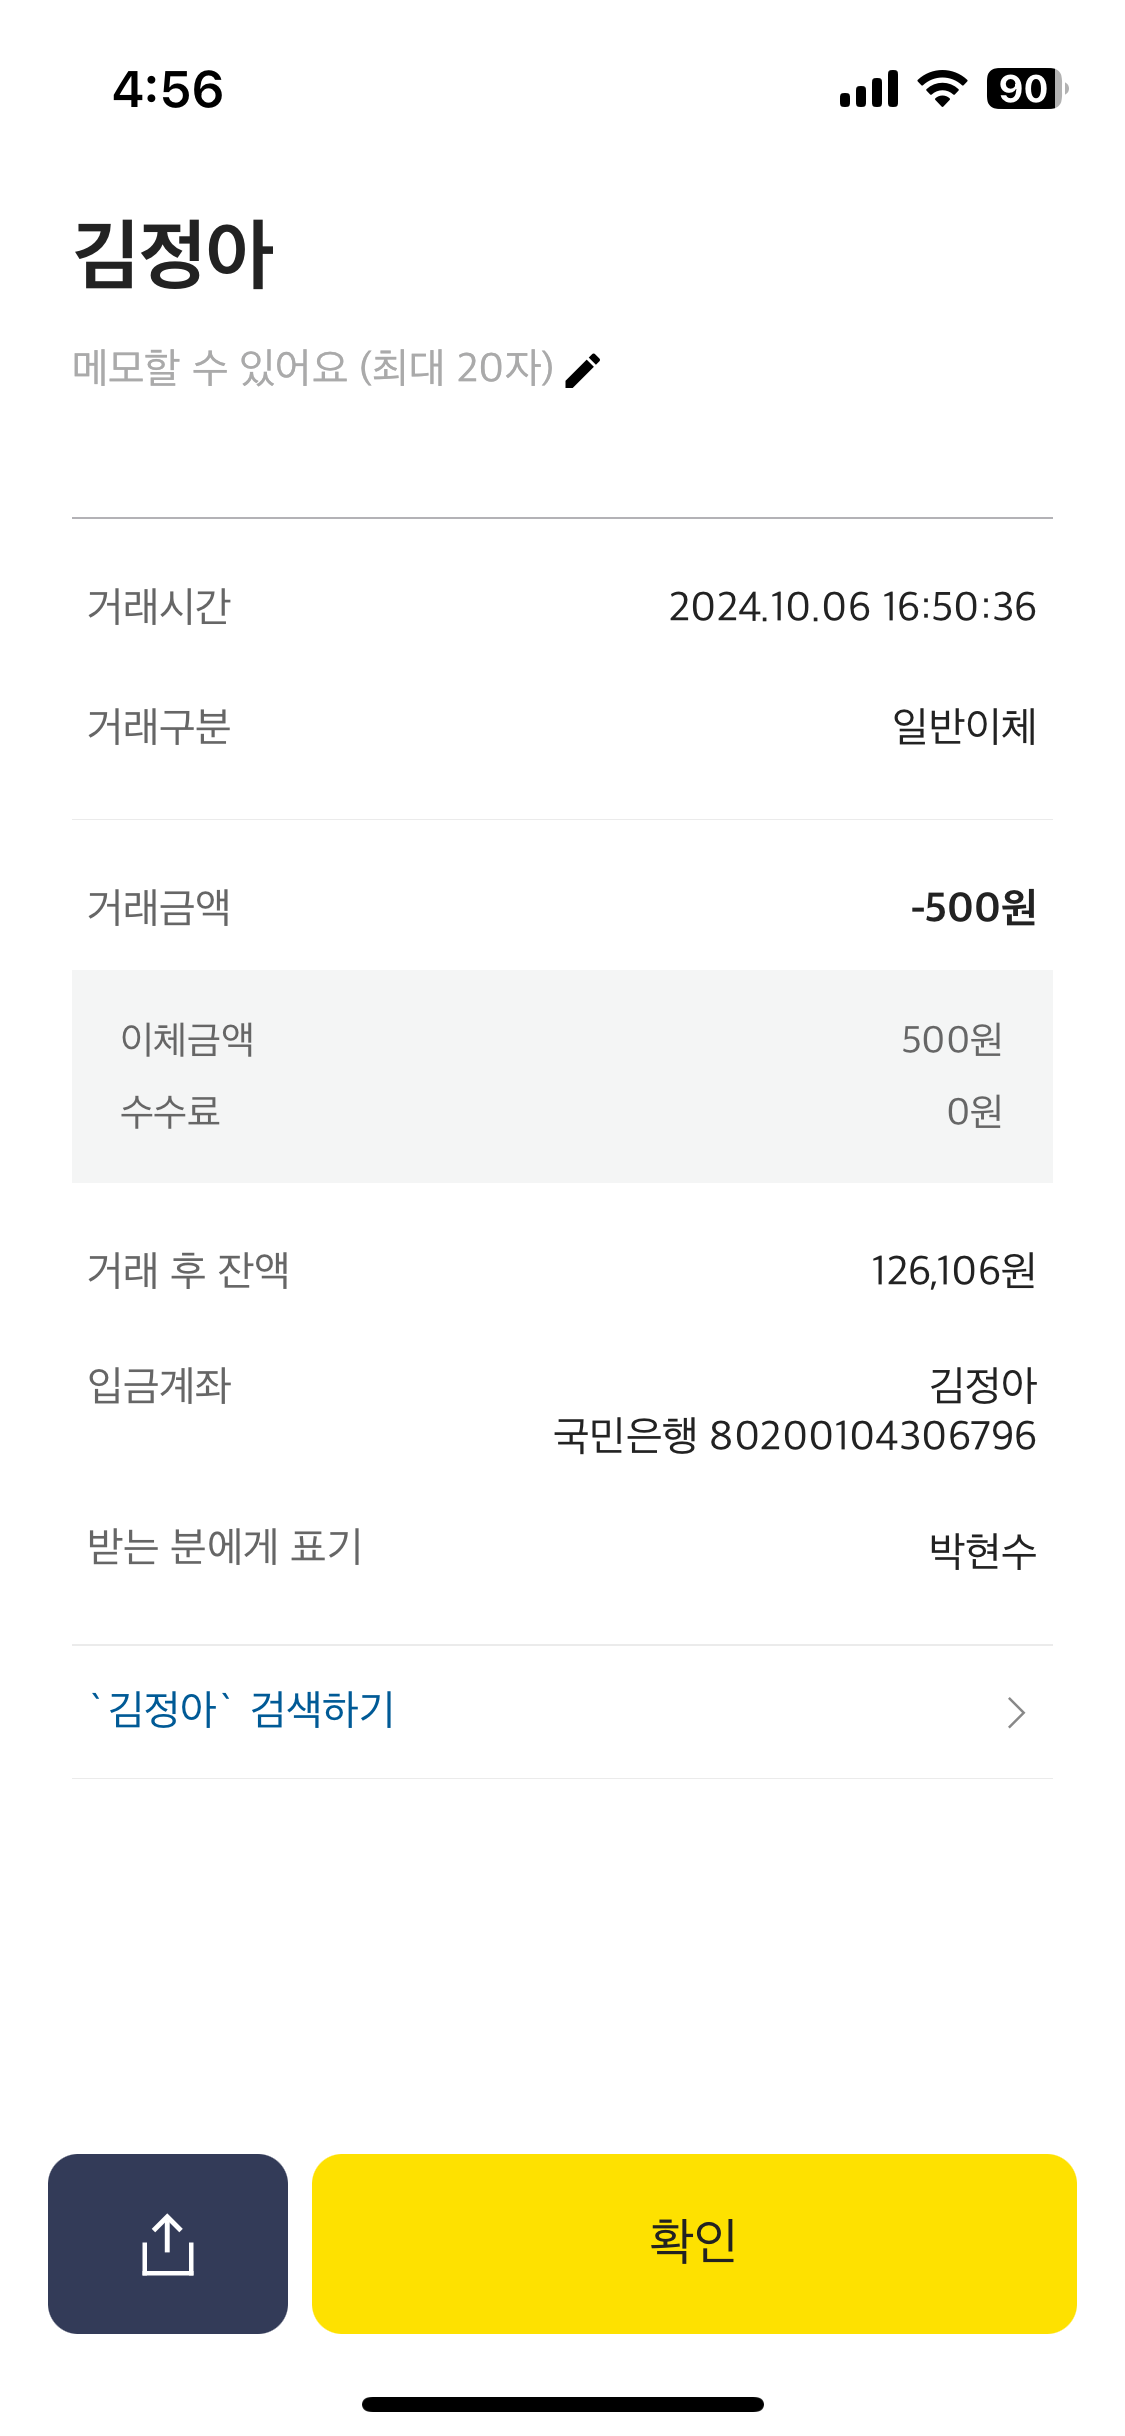 4:56
90
김정아
메모할 수 있어요 (최대 20자)
거래시간 2024.10.06 16:50:36
거래구분 일반이체
거래금액 -500원
이체금액 500원
수수료 0원
거래 후 잔액 126,106원
입금계좌 김정아
국민은행 80200104306796
받는 분에게 표기 박현수
`김정아` 검색하기
확인